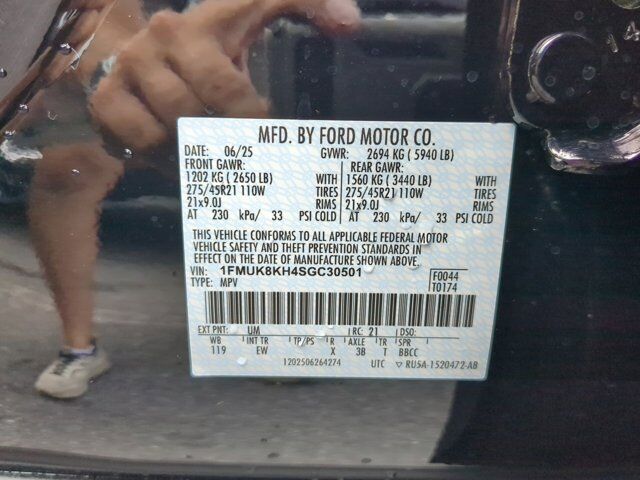 MFD. BY FORD MOTOR CO.
DATE: 06/25 GVWR: 2694 KG ( 5940 LB)
FRONT GAWR: REAR GAWR:
1202 KG ( 2650 LB) WITH 1560 KG ( 3440 LB) WITH
275/45R21 110W TIRES 275/45R21 110W TIRES
21x9.0J RIMS 21x9.0J RIMS
AT 230 kPa/ 33 PSI COLD AT 230 kPa/ 33 PSI COLD
THIS VEHICLE CONFORMS TO ALL APPLICABLE FEDERAL MOTOR
VEHICLE SAFETY AND THEFT PREVENTION STANDARDS IN
EFFECT ON THE DATE OF MANUFACTURE SHOWN ABOVE.
VIN: 1FMUK8KH4SGC30501 F0044
TYPE: MPV T0174
EXT PNT: UM RC: 21 DSO:
WB INT TR TP/PS R AXLE TR SPR
119 EW X 3B T BBCC
1202506264274 UTC RU5A-1520472-AB